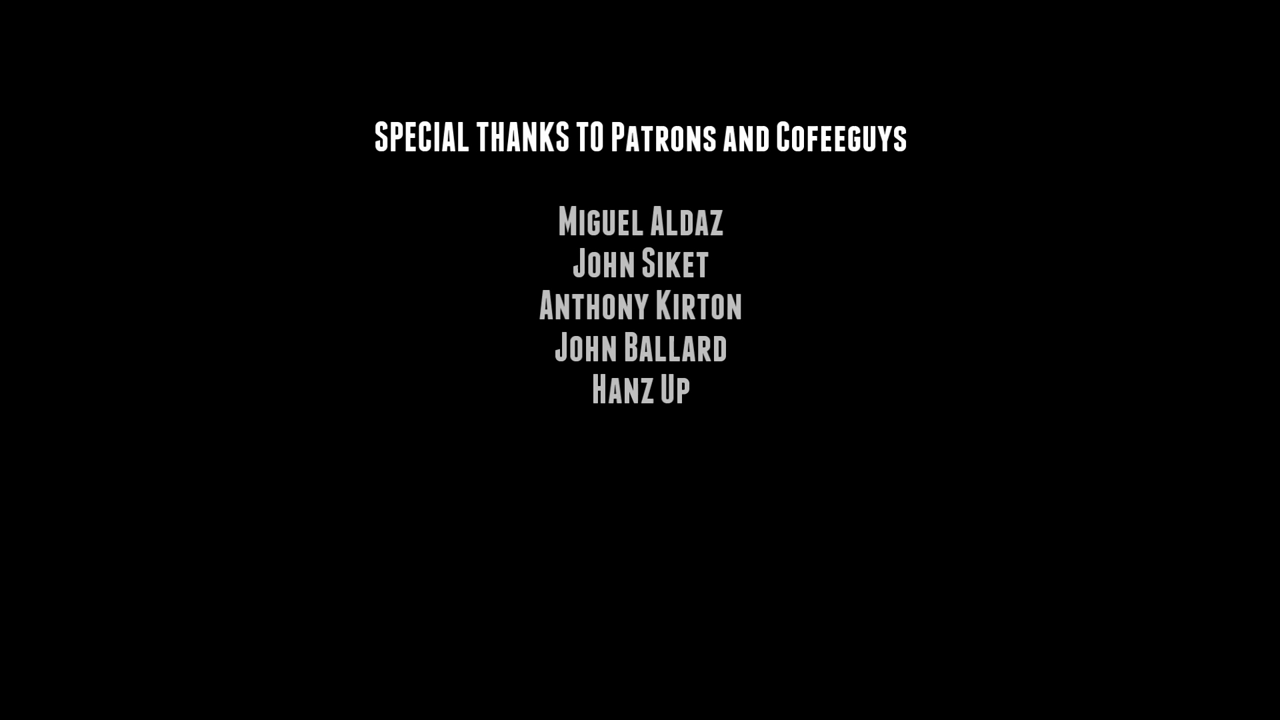 SPECIAL THANKS TO Patrons and Cofeeguys
Miguel Aldaz
John Siket
Anthony Kirton
John Ballard
Hanz Up